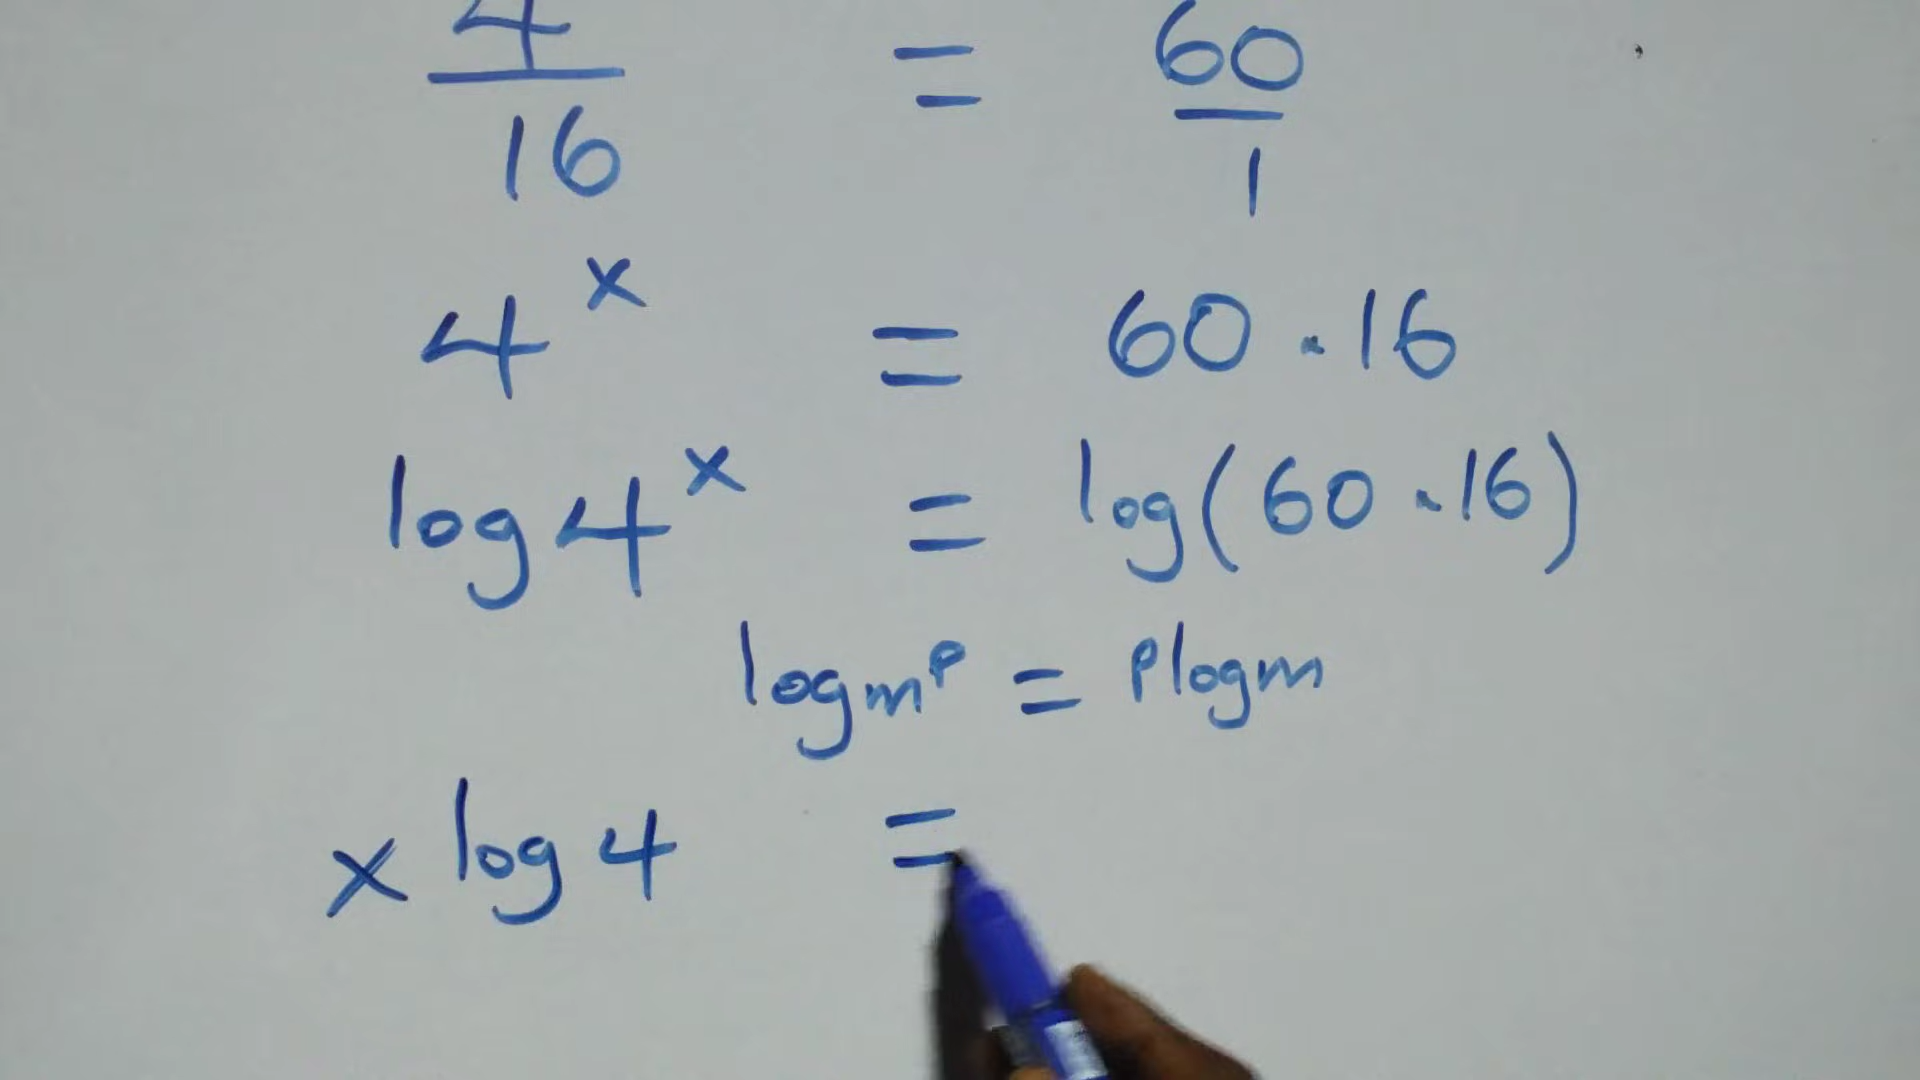 4/16 = 60/1
4^x = 60 . 16
log 4^x = log(60 . 16)
log m^p = p log m
x log 4 =